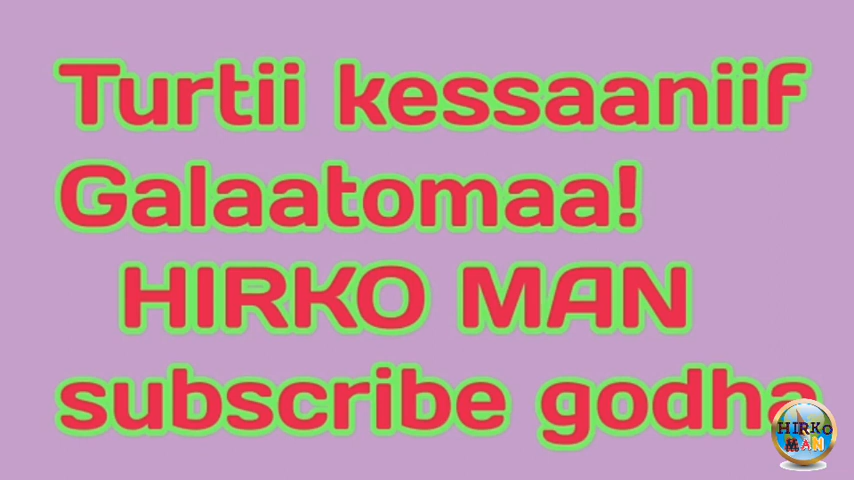 Turtii kessaaniif
Galaatomaa!
HIRKO MAN
subscribe godha
HIRKO
MAN